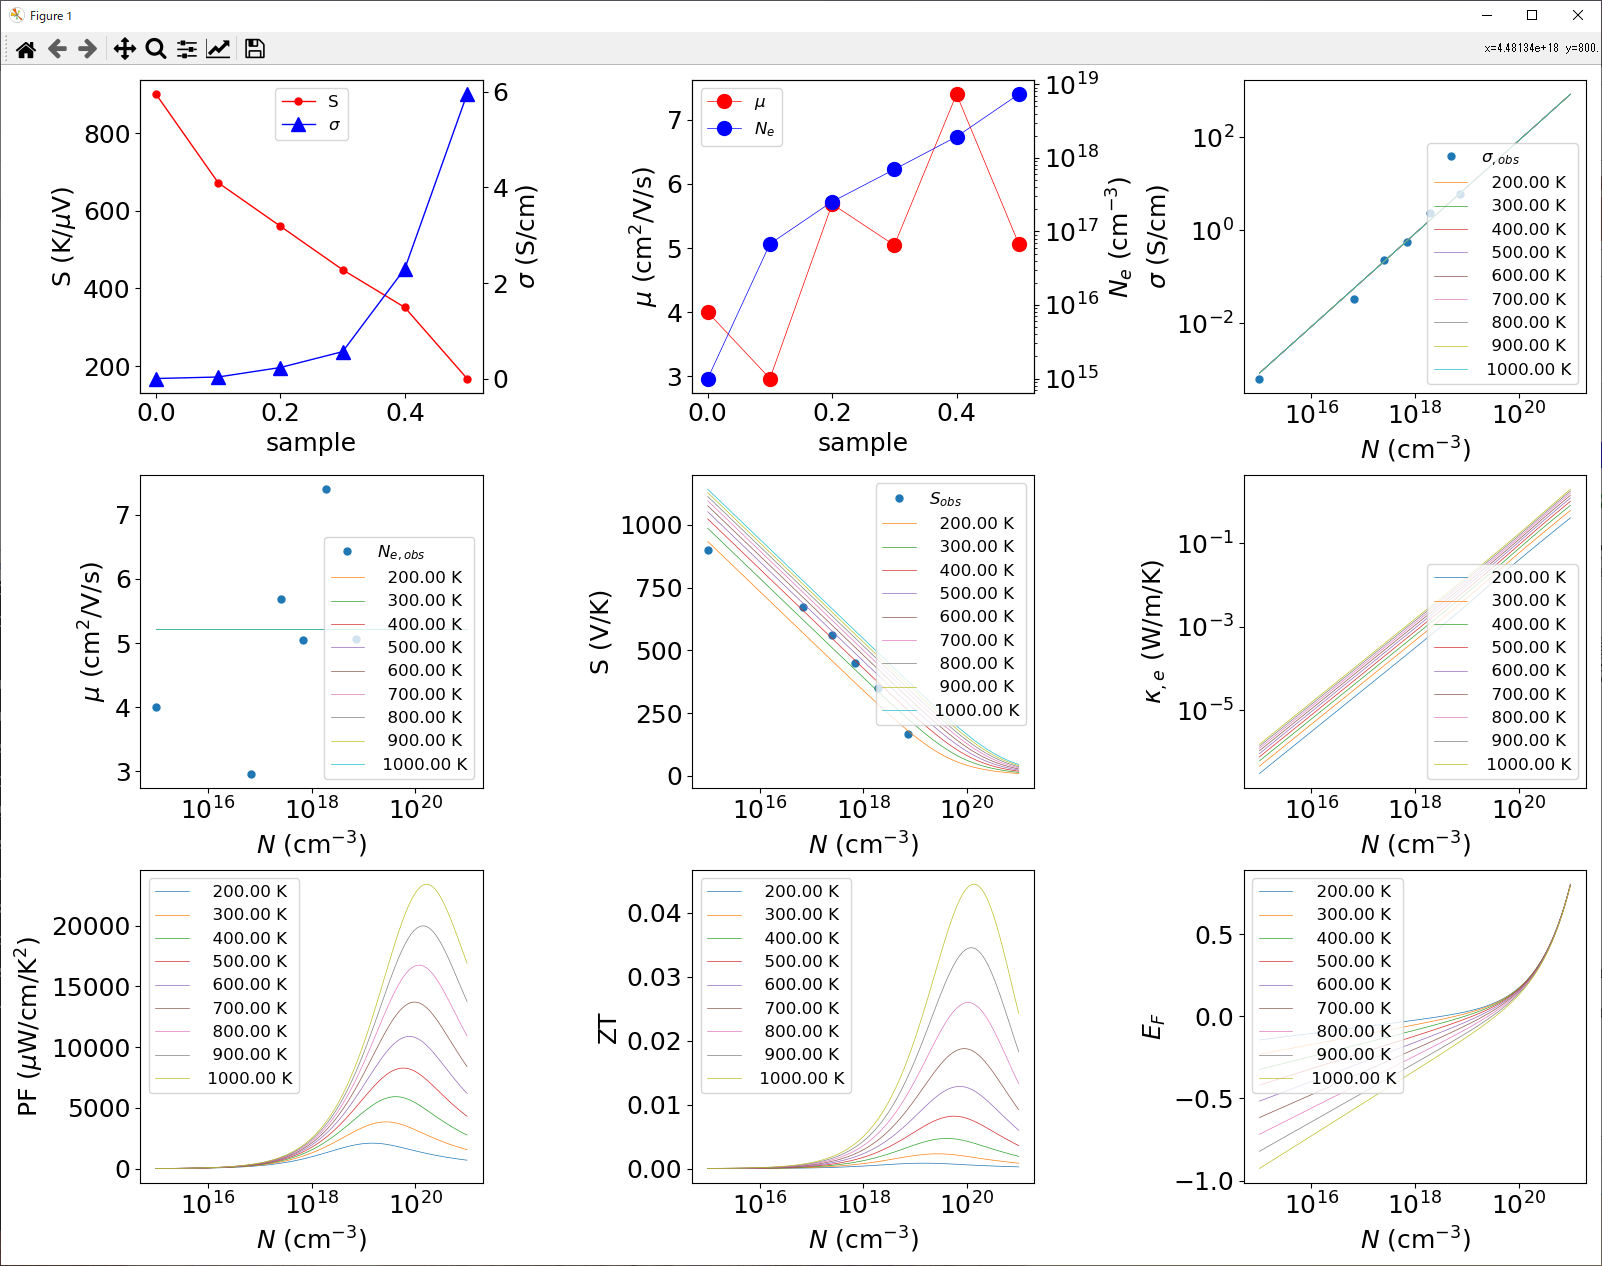 Figure 1
x=4.48134e+18 y=800.
S (K/μV)
800
600
400
200
S
σ
6
4
2
0
σ (S/cm)
0.0 0.2 0.4
sample
μ (cm²/V/s)
7
6
5
4
3
μ
Nₑ
10¹⁹
10¹⁸
10¹⁷
10¹⁶
10¹⁵
Nₑ (cm⁻³)
0.0 0.2 0.4
sample
σ (S/cm)
10²
10⁰
10⁻²
σ,obs
200.00 K
300.00 K
400.00 K
500.00 K
600.00 K
700.00 K
800.00 K
900.00 K
1000.00 K
10¹⁶ 10¹⁸ 10²⁰
N (cm⁻³)
μ (cm²/V/s)
7
6
5
4
3
Ne,obs
200.00 K
300.00 K
400.00 K
500.00 K
600.00 K
700.00 K
800.00 K
900.00 K
1000.00 K
10¹⁶ 10¹⁸ 10²⁰
N (cm⁻³)
S (V/K)
1000
750
500
250
0
Sobs
200.00 K
300.00 K
400.00 K
500.00 K
600.00 K
700.00 K
800.00 K
900.00 K
1000.00 K
10¹⁶ 10¹⁸ 10²⁰
N (cm⁻³)
κ,e (W/m/K)
10⁻¹
10⁻³
10⁻⁵
200.00 K
300.00 K
400.00 K
500.00 K
600.00 K
700.00 K
800.00 K
900.00 K
1000.00 K
10¹⁶ 10¹⁸ 10²⁰
N (cm⁻³)
PF (μW/cm/K²)
20000
15000
10000
5000
0
200.00 K
300.00 K
400.00 K
500.00 K
600.00 K
700.00 K
800.00 K
900.00 K
1000.00 K
10¹⁶ 10¹⁸ 10²⁰
N (cm⁻³)
ZT
0.04
0.03
0.02
0.01
0.00
200.00 K
300.00 K
400.00 K
500.00 K
600.00 K
700.00 K
800.00 K
900.00 K
1000.00 K
10¹⁶ 10¹⁸ 10²⁰
N (cm⁻³)
E_F
0.5
0.0
−0.5
−1.0
200.00 K
300.00 K
400.00 K
500.00 K
600.00 K
700.00 K
800.00 K
900.00 K
1000.00 K
10¹⁶ 10¹⁸ 10²⁰
N (cm⁻³)